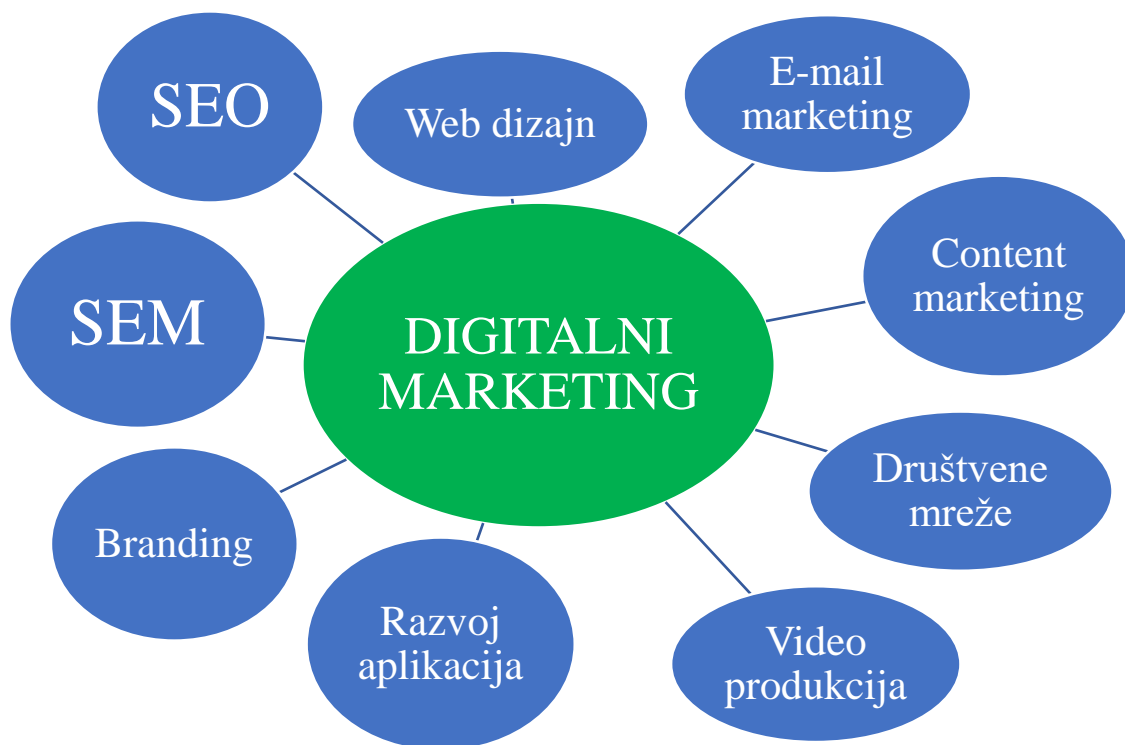 SEO
Web dizajn
E-mail
marketing
Content
marketing
SEM
DIGITALNI
MARKETING
Društvene
mreže
Branding
Razvoj
aplikacija
Video
produkcija